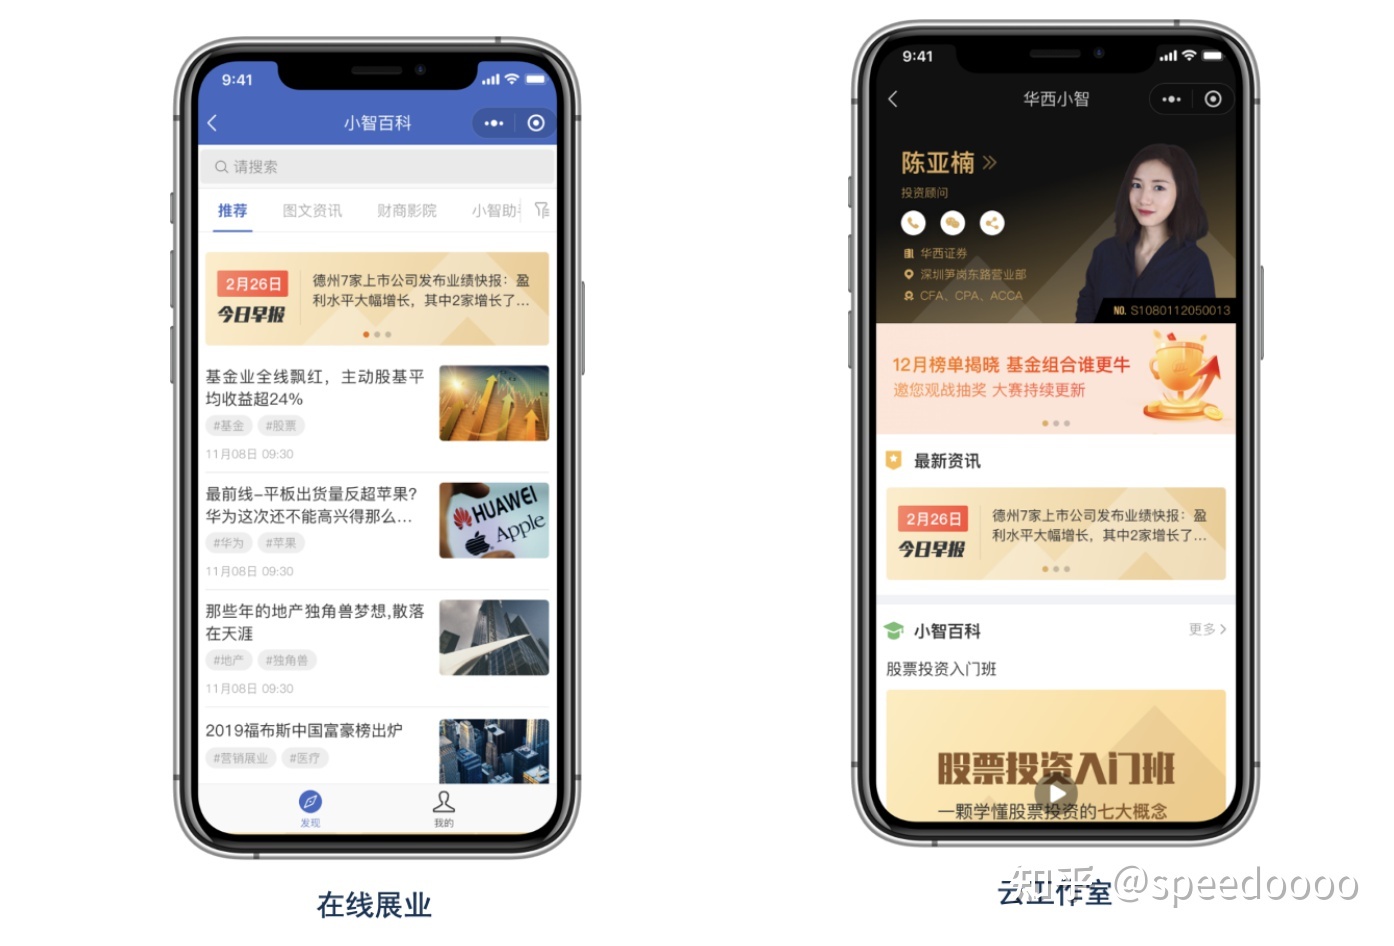 9:41
小智百科
请搜索
推荐 图文资讯 财商影院 小智助
2月26日
今日早报
德州7家上市公司发布业绩快报：盈
利水平大幅增长，其中2家增长了...
基金业全线飘红，主动股基平
均收益超24%
#基金 #股票
11月08日 09:30
最前线-平板出货量反超苹果?
华为这次还不能高兴得那么...
#华为 #苹果
11月08日 09:30
HUAWEI
Apple
那些年的地产独角兽梦想,散落
在天涯
#地产 #独角兽
11月08日 09:30
2019福布斯中国富豪榜出炉
#营销展业 #医疗
发现 我的
在线展业
9:41
华西小智
陈亚楠
投资顾问
华西证券
深圳笋岗东路营业部
CFA、CPA、ACCA
NO. S1080112050013
12月榜单揭晓 基金组合谁更牛
邀您观战抽奖 大赛持续更新
最新资讯
2月26日
今日早报
德州7家上市公司发布业绩快报：盈
利水平大幅增长，其中2家增长了...
小智百科 更多
股票投资入门班
股票投资入门班
一颗学懂股票投资的七大概念
云工作室
知乎 @speedoooo